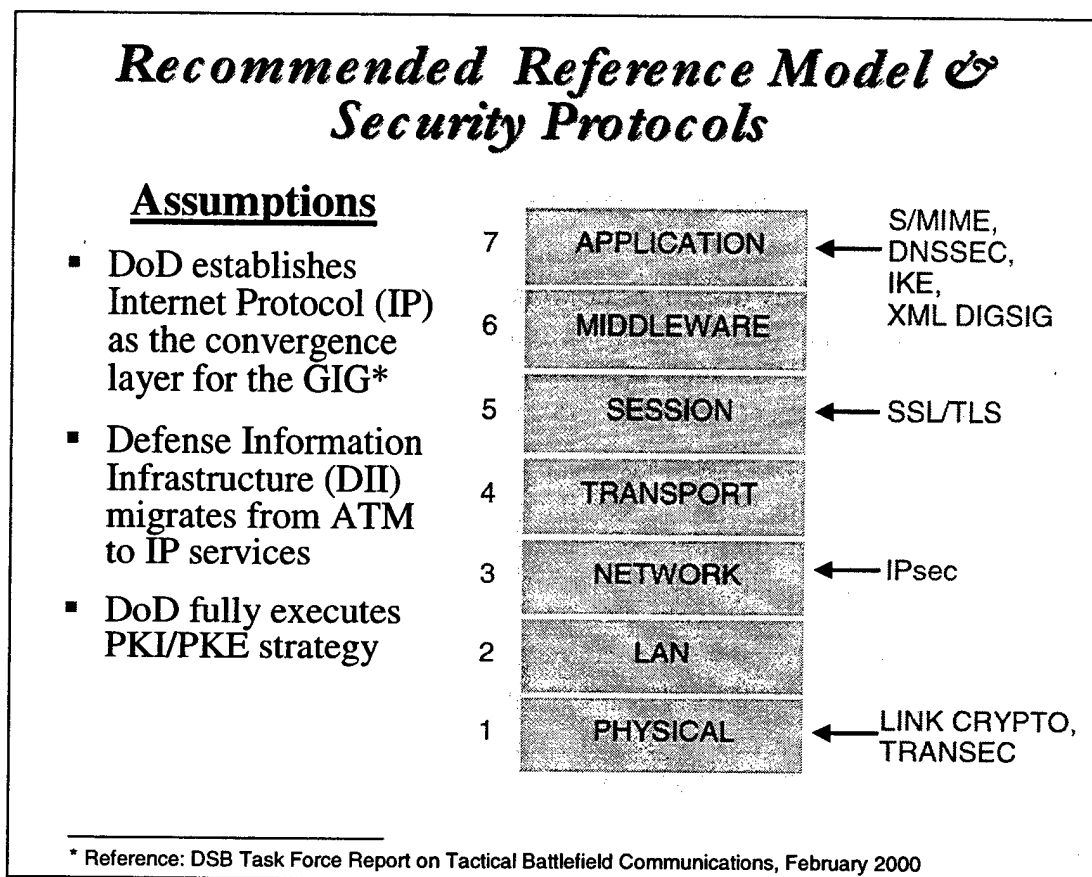 Recommended Reference Model &
Security Protocols
Assumptions
▪ DoD establishes
Internet Protocol (IP)
as the convergence
layer for the GIG*
▪ Defense Information
Infrastructure (DII)
migrates from ATM
to IP services
▪ DoD fully executes
PKI/PKE strategy
7 APPLICATION
S/MIME,
DNSSEC,
IKE,
XML DIGSIG
6 MIDDLEWARE
5 SESSION
SSL/TLS
4 TRANSPORT
3 NETWORK
IPsec
2 LAN
1 PHYSICAL
LINK CRYPTO,
TRANSEC
* Reference: DSB Task Force Report on Tactical Battlefield Communications, February 2000